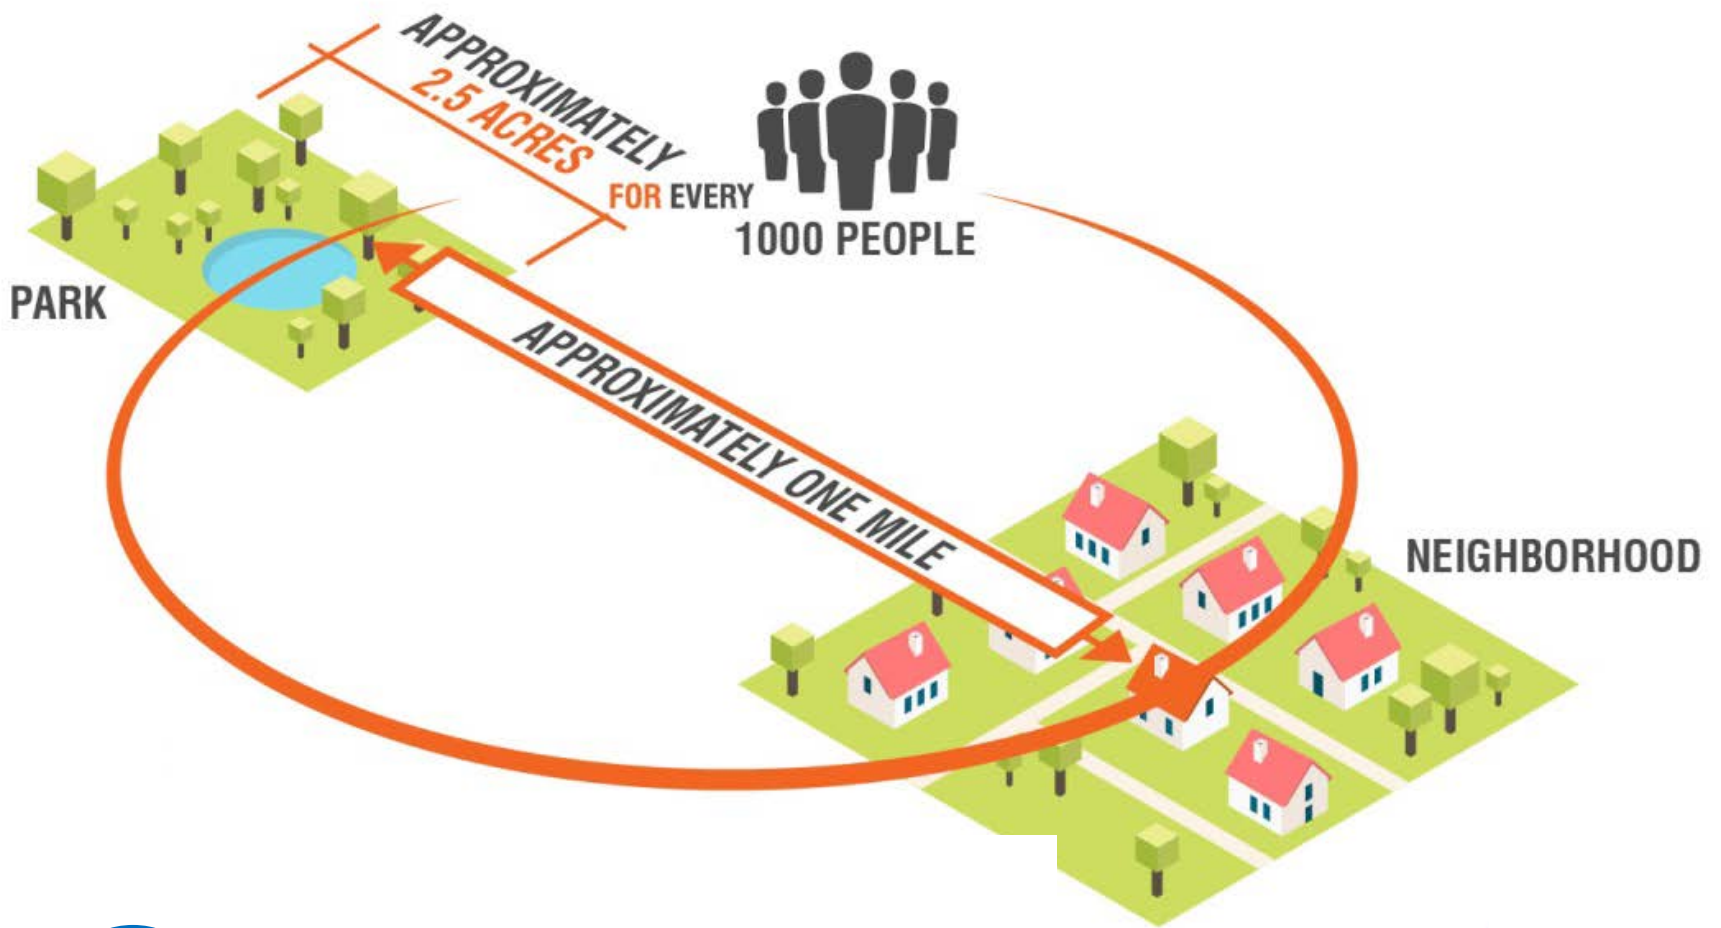 APPROXIMATELY
2.5 ACRES
FOR EVERY
1000 PEOPLE
PARK
APPROXIMATELY ONE MILE
NEIGHBORHOOD